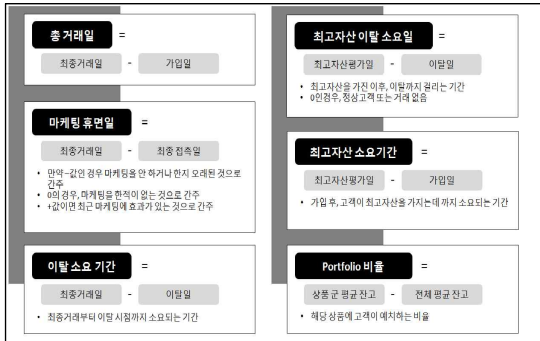 총 거래일 =
최종거래일 - 가입일
마케팅 휴면일 =
최종거래일 - 최종 접촉일
• 만약 –값인 경우 마케팅을 안 하거나 한지 오래된 것으로
간주
• 0의 경우, 마케팅을 한적이 없는 것으로 간주
• +값이면 최근 마케팅에 효과가 있는 것으로 간주
이탈 소요 기간 =
최종거래일 - 이탈일
• 최종거래부터 이탈 시점까지 소요되는 기간
최고자산 이탈 소요일 =
최고자산평가일 - 이탈일
• 최고자산을 가진 이후, 이탈까지 걸리는 기간
• 0인경우, 정상고객 또는 거래 없음
최고자산 소요기간 =
최고자산평가일 - 가입일
• 가입 후, 고객이 최고자산을 가지는데 까지 소요되는 기간
Portfolio 비율 =
상품 군 평균 잔고 - 전체 평균 잔고
• 해당 상품에 고객이 예치하는 비율